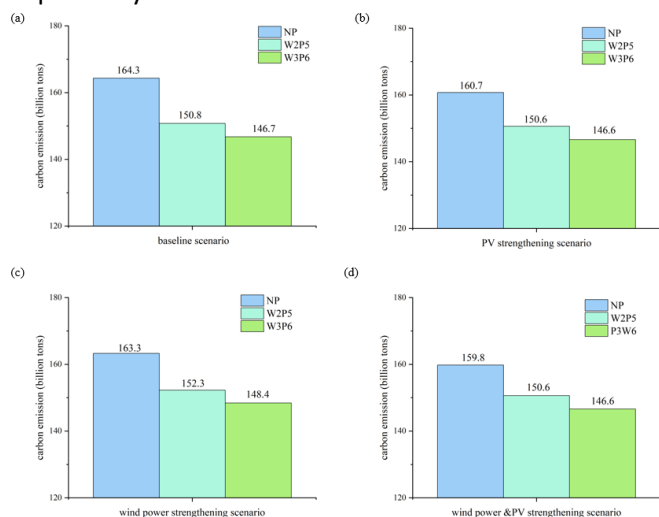 (a)
NP
W2P5
W3P6
180
160
140
120
carbon emission (billion tons)
164.3
150.8
146.7
baseline scenario
(b)
NP
W2P5
W3P6
180
160
140
120
carbon emission (billion tons)
160.7
150.6
146.6
PV strengthening scenario
(c)
NP
W2P5
W3P6
180
160
140
120
carbon emission (billion tons)
163.3
152.3
148.4
wind power strengthening scenario
(d)
NP
W2P5
P3W6
180
160
140
120
carbon emission (billion tons)
159.8
150.6
146.6
wind power &PV strengthening scenario